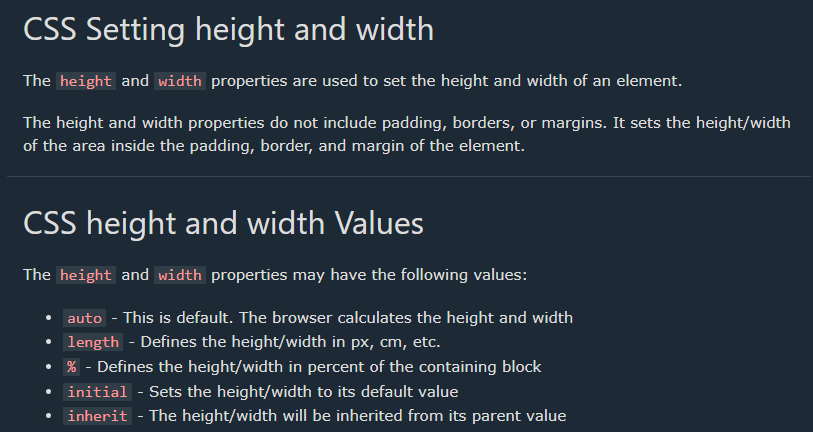 CSS Setting height and width
The height and width properties are used to set the height and width of an element.
The height and width properties do not include padding, borders, or margins. It sets the height/width
of the area inside the padding, border, and margin of the element.
CSS height and width Values
The height and width properties may have the following values:
• auto - This is default. The browser calculates the height and width
• length - Defines the height/width in px, cm, etc.
• % - Defines the height/width in percent of the containing block
• initial - Sets the height/width to its default value
• inherit - The height/width will be inherited from its parent value